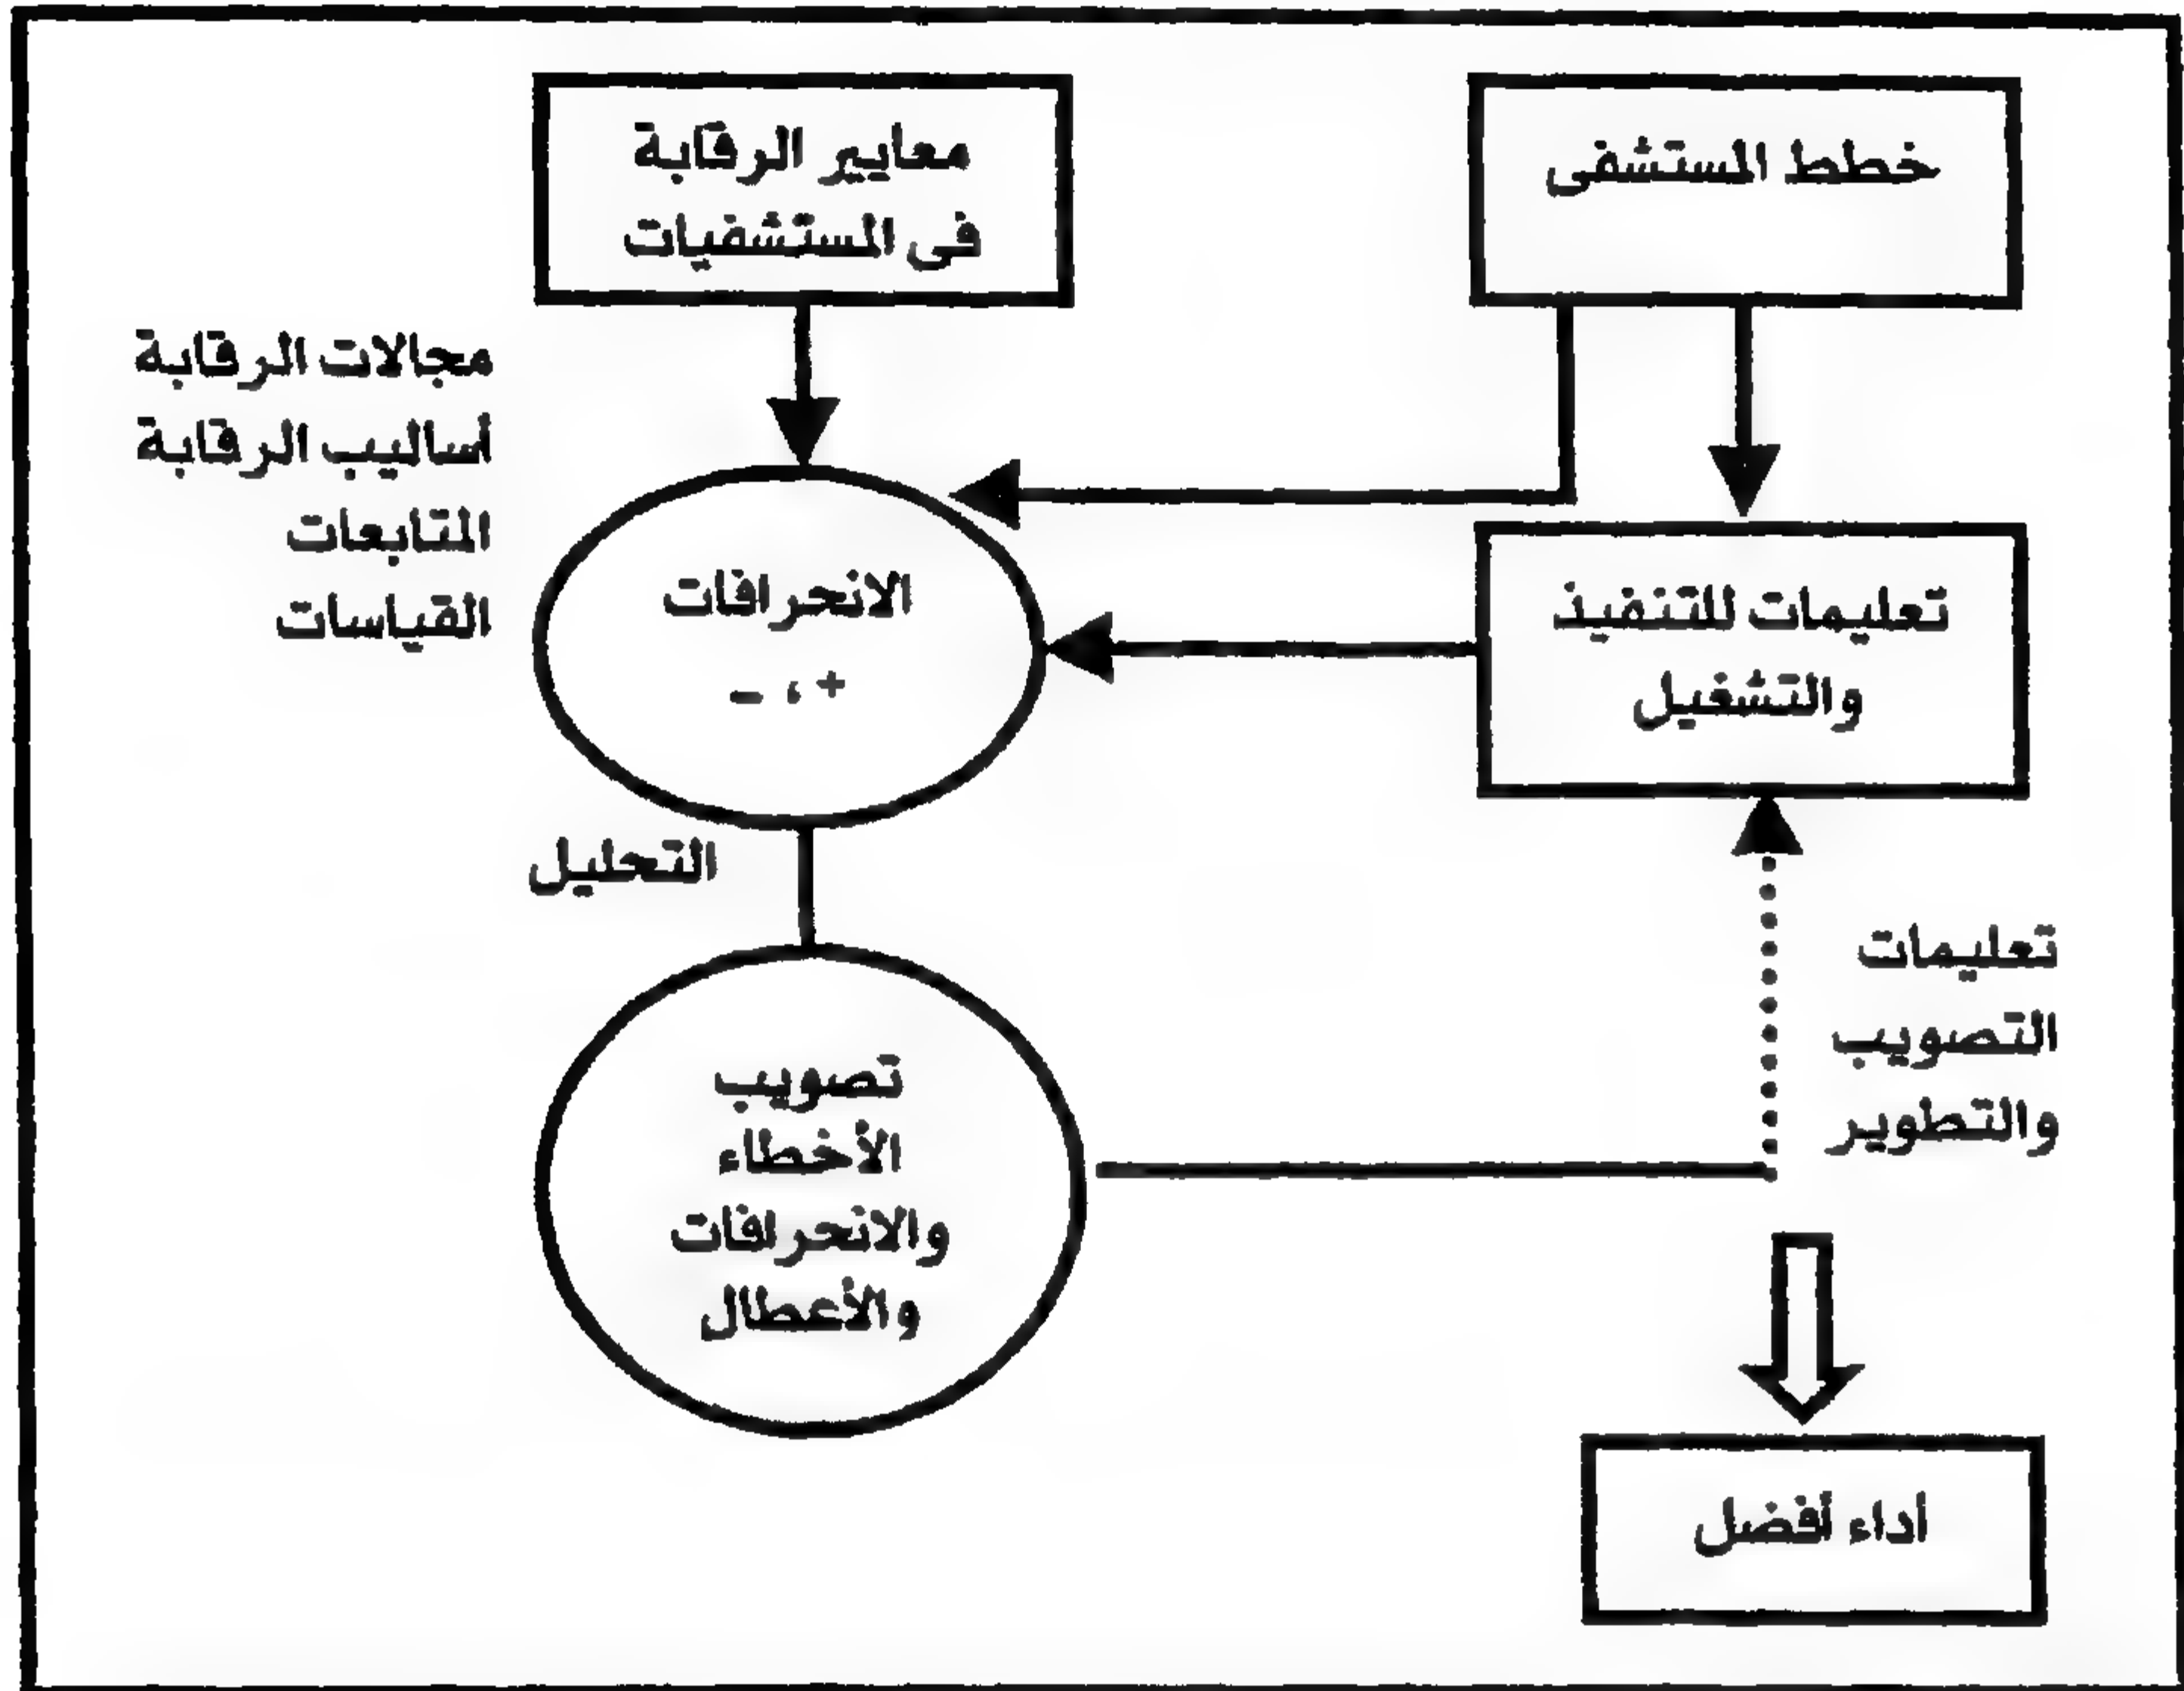 خطط المستشفى
معايير الرقابة
فى المستشفيات
مجالات الرقابة
أساليب الرقابة
المتابعات
القياسات
تعليمات للتنفيذ
والتشغيل
الانحرافات
+ ، -
التحليل
تعليمات
التصويب
والتطوير
تصويب
الأخطاء
والانحرافات
والأعطال
أداء أفضل